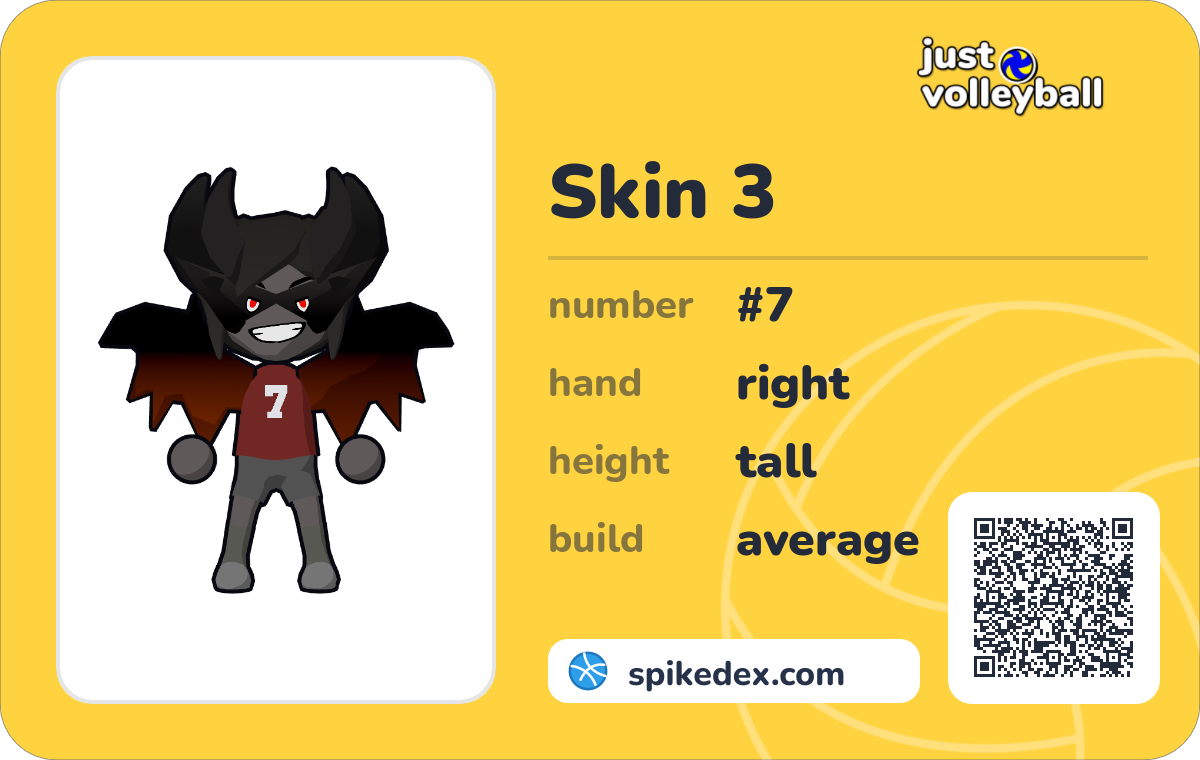 just
volleyball
Skin 3
number #7
hand right
height tall
build average
7
spikedex.com